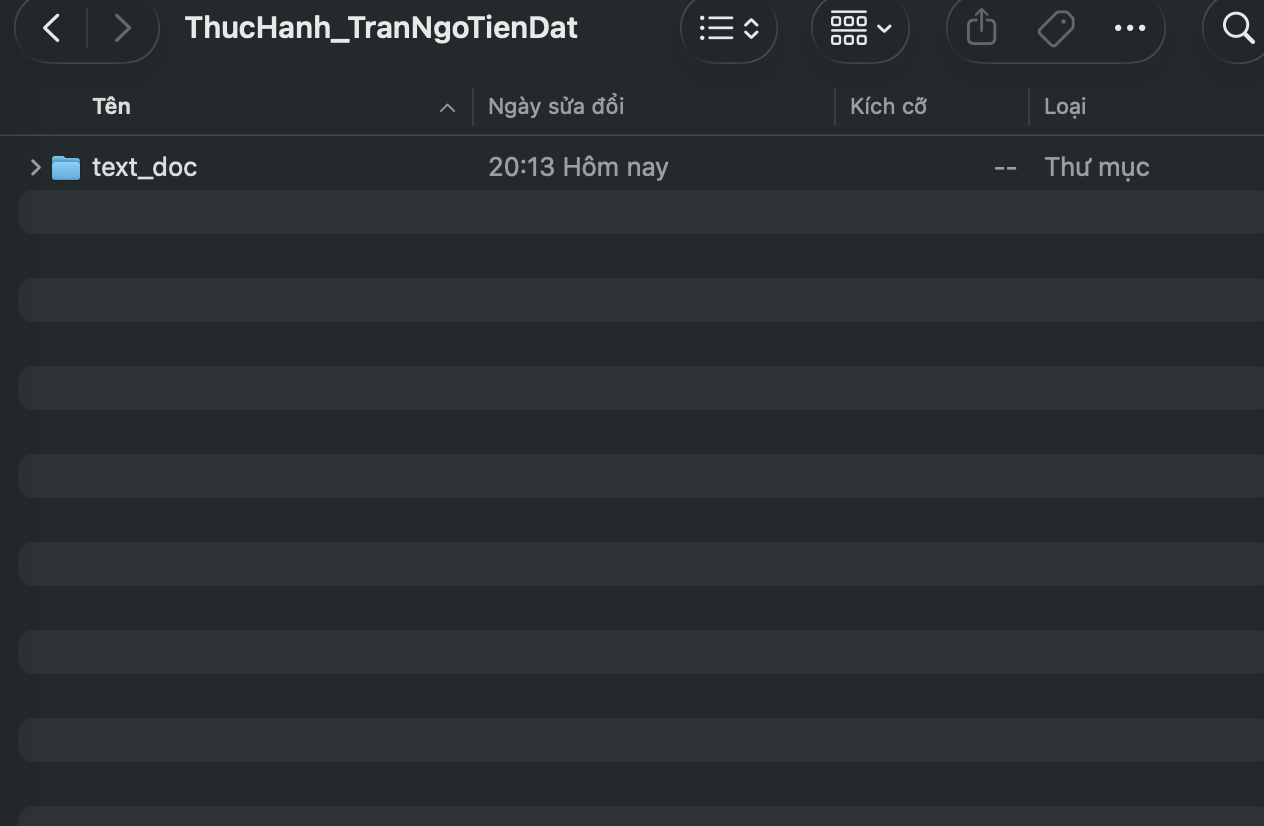 ThucHanh_TranNgoTienDat
Tên Ngày sửa đổi Kích cỡ Loại
text_doc 20:13 Hôm nay -- Thư mục